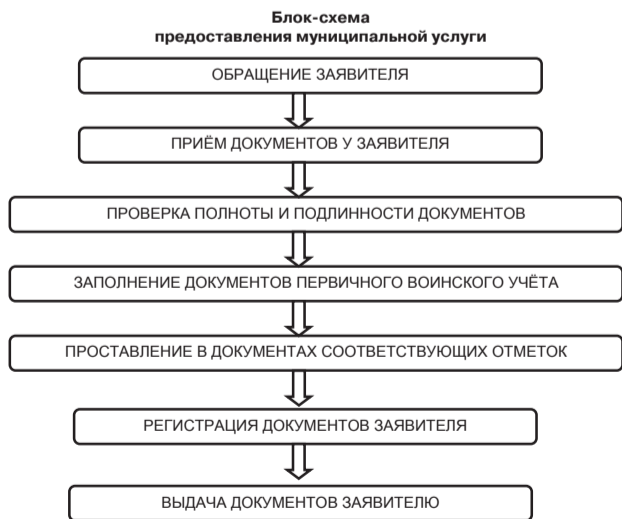 Блок-схема
предоставления муниципальной услуги
ОБРАЩЕНИЕ ЗАЯВИТЕЛЯ
ПРИЁМ ДОКУМЕНТОВ У ЗАЯВИТЕЛЯ
ПРОВЕРКА ПОЛНОТЫ И ПОДЛИННОСТИ ДОКУМЕНТОВ
ЗАПОЛНЕНИЕ ДОКУМЕНТОВ ПЕРВИЧНОГО ВОИНСКОГО УЧЁТА
ПРОСТАВЛЕНИЕ В ДОКУМЕНТАХ СООТВЕТСТВУЮЩИХ ОТМЕТОК
РЕГИСТРАЦИЯ ДОКУМЕНТОВ ЗАЯВИТЕЛЯ
ВЫДАЧА ДОКУМЕНТОВ ЗАЯВИТЕЛЮ